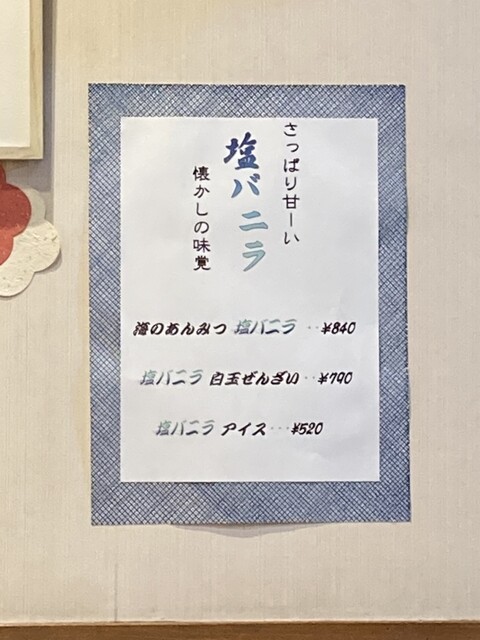 さっぱり甘ーい
塩バニラ
懐かしの味覚
海のあんみつ 塩バニラ ‥¥840
塩バニラ 白玉ぜんざい ‥¥790
塩バニラ アイス ･･･¥520